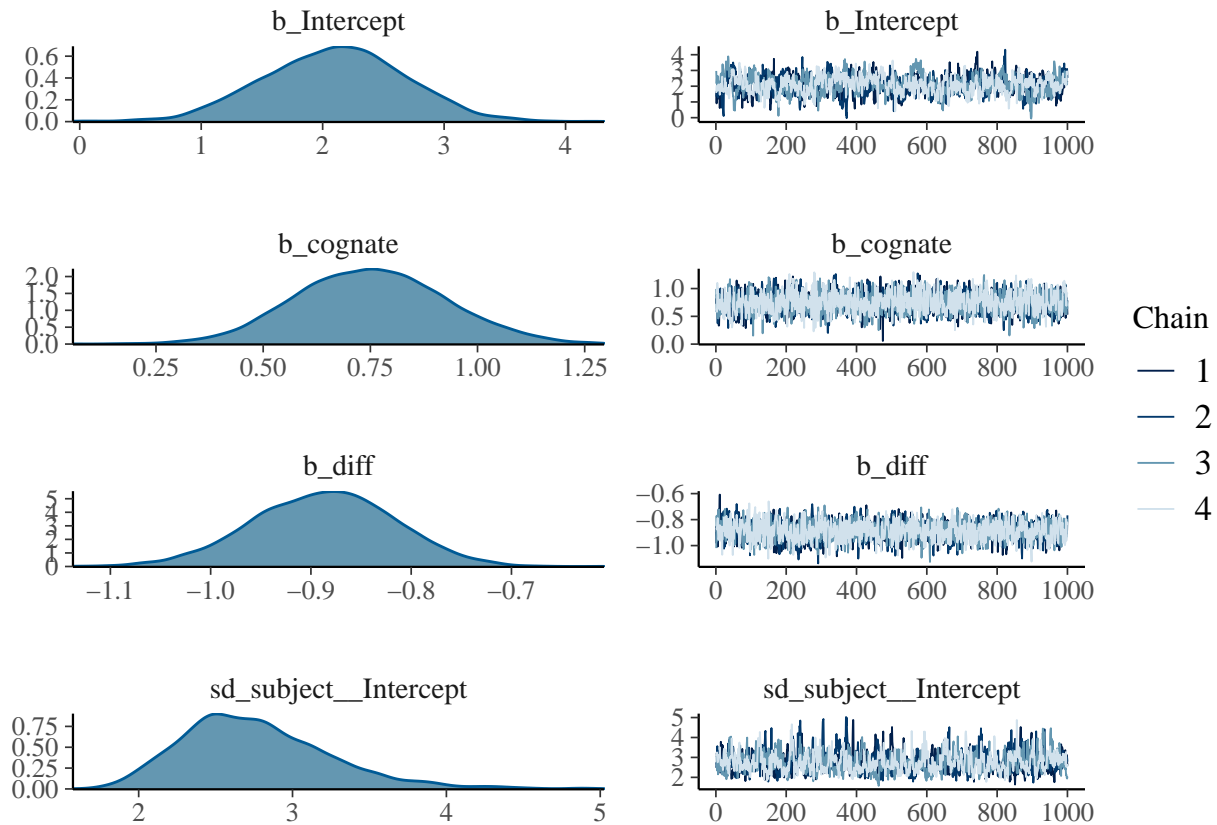 b_Intercept
0.6
0.4
0.2
0.0
0 1 2 3 4
b_Intercept
4
3
2
1
0
0 200 400 600 800 1000
b_cognate
2.0
1.5
1.0
0.5
0.0
0.25 0.50 0.75 1.00 1.25
b_cognate
1.0
0.5
0.0
0 200 400 600 800 1000
b_diff
5
4
3
2
1
0
−1.1 −1.0 −0.9 −0.8 −0.7
b_diff
−0.6
−0.8
−1.0
0 200 400 600 800 1000
sd_subject__Intercept
0.75
0.50
0.25
0.00
2 3 4 5
sd_subject__Intercept
5
4
3
2
0 200 400 600 800 1000
Chain
1
2
3
4